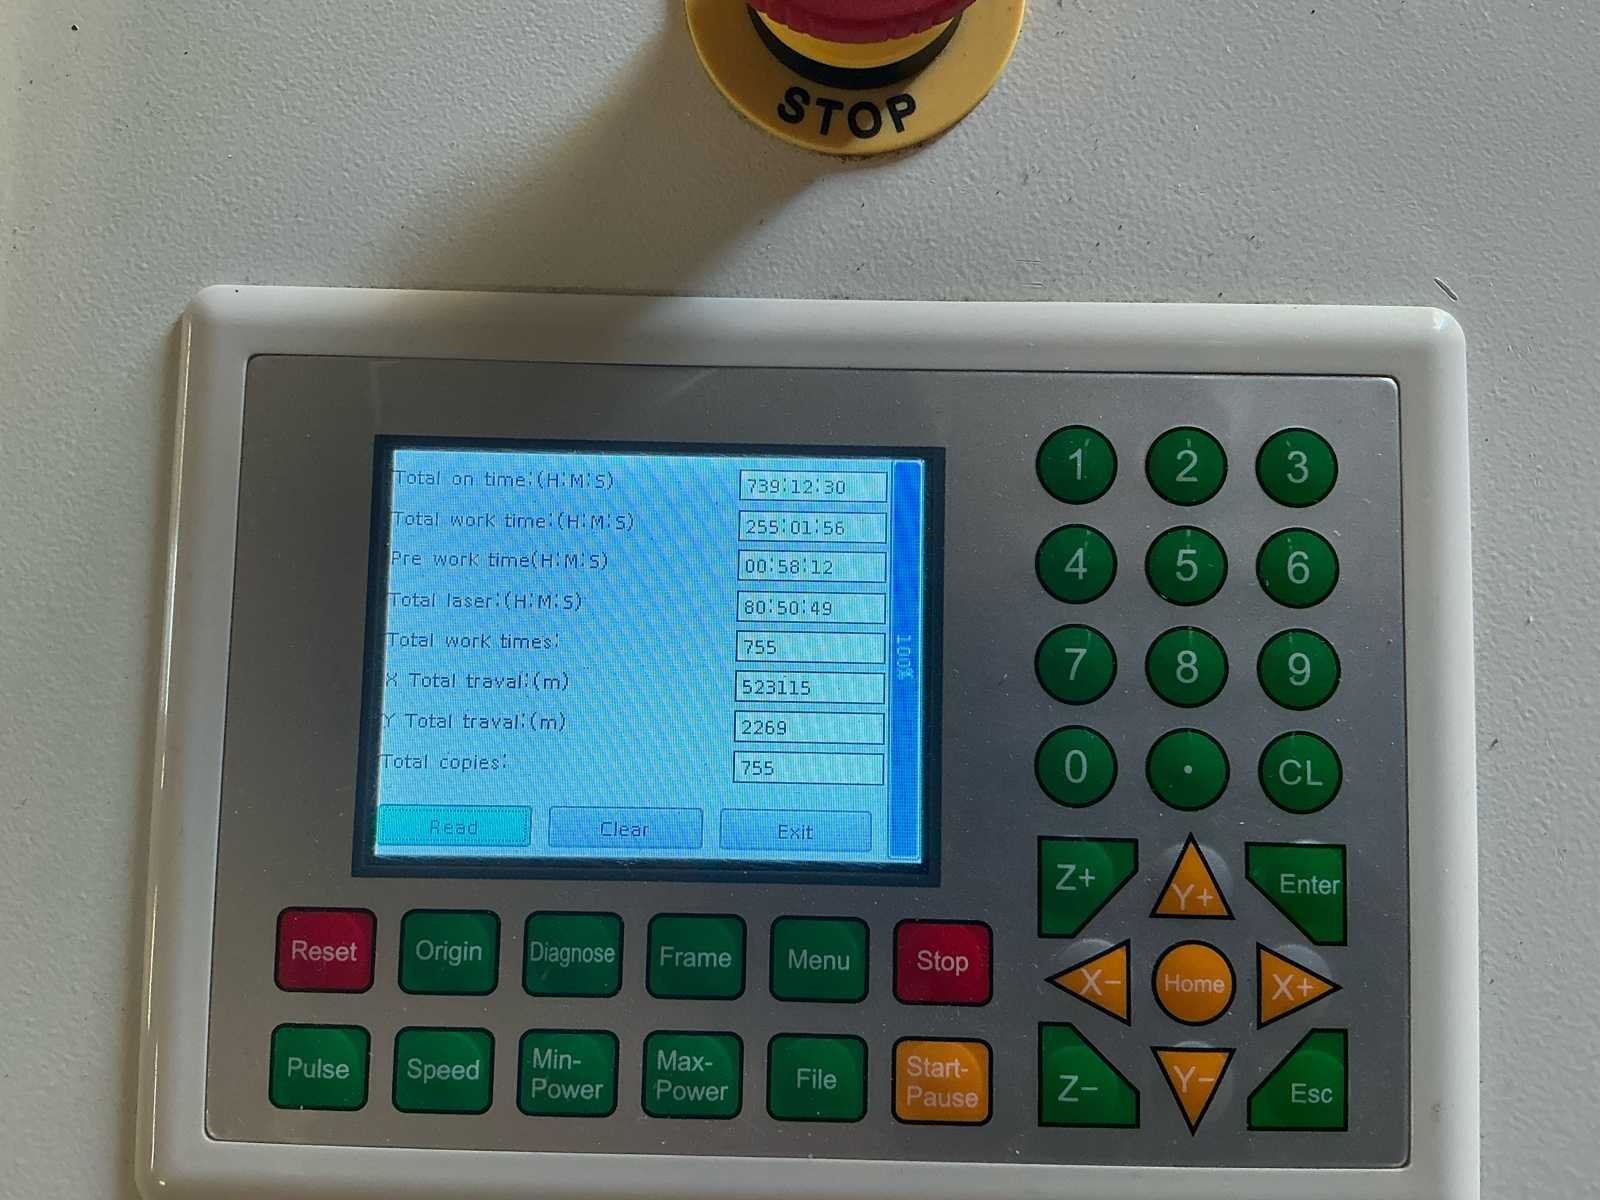 STOP
Total on time:(H:M:S) 739:12:30
Total work time:(H:M:S) 255:01:56
Pre work time(H:M:S) 00:58:12
Total laser:(H:M:S) 80:50:49
Total work times: 755
X Total traval:(m) 523115
Y Total traval:(m) 2269
Total copies: 755
100%
Read Clear Exit
1 2 3
4 5 6
7 8 9
0 . CL
Z+ Y+ Enter
X- Home X+
Z- Y- Esc
Reset Origin Diagnose Frame Menu Stop
Pulse Speed Min-Power Max-Power File Start-Pause